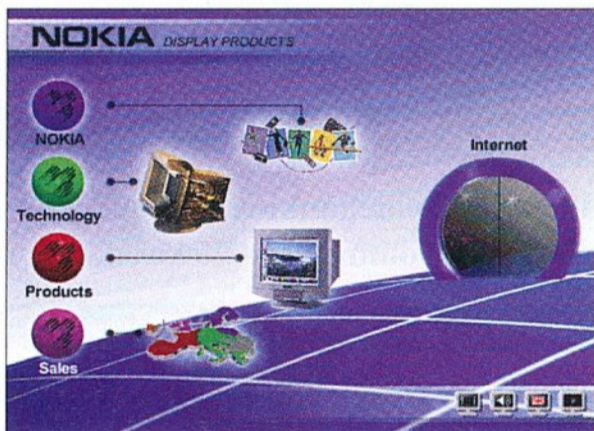 NOKIA DISPLAY PRODUCTS
NOKIA
Internet
Technology
Products
Sales